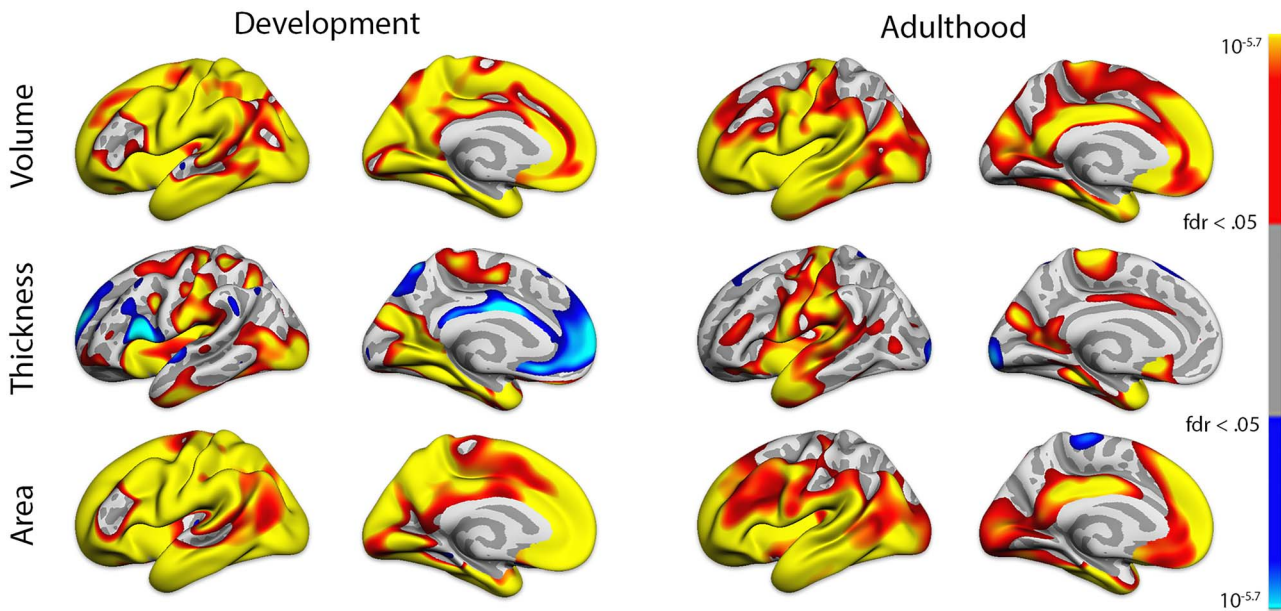 Development
Adulthood
10-5.7
Volume
fdr < .05
Thickness
fdr < .05
Area
10-5.7